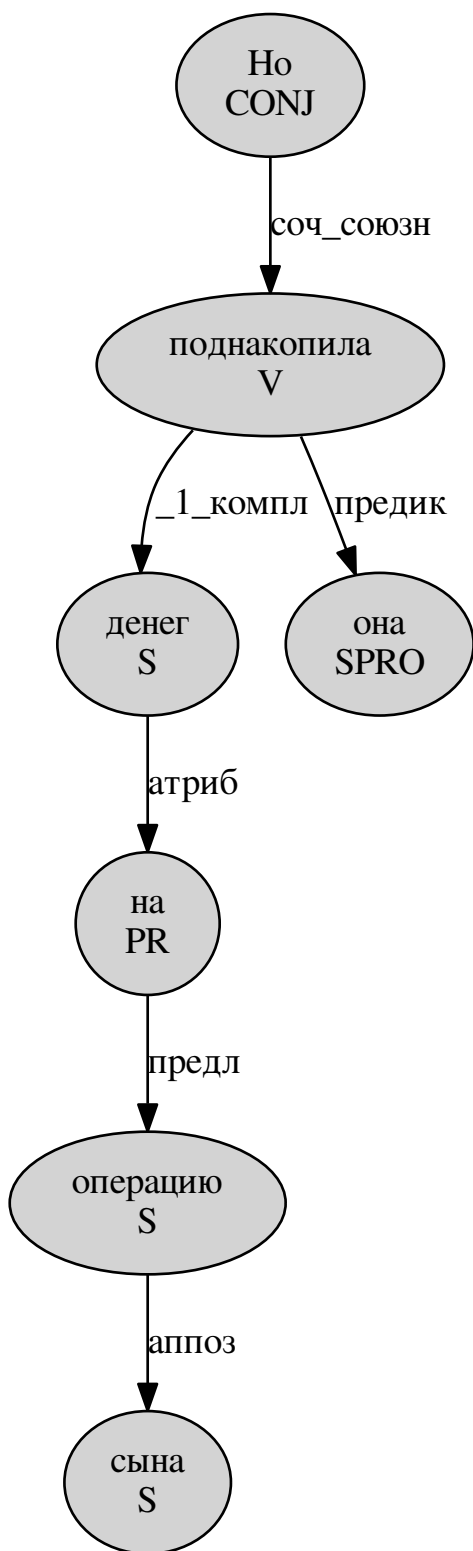 Но
CONJ
соч_союзн
поднакопила
V
_1_компл
предик
денег
S
она
SPRO
атриб
на
PR
предл
операцию
S
аппоз
сына
S